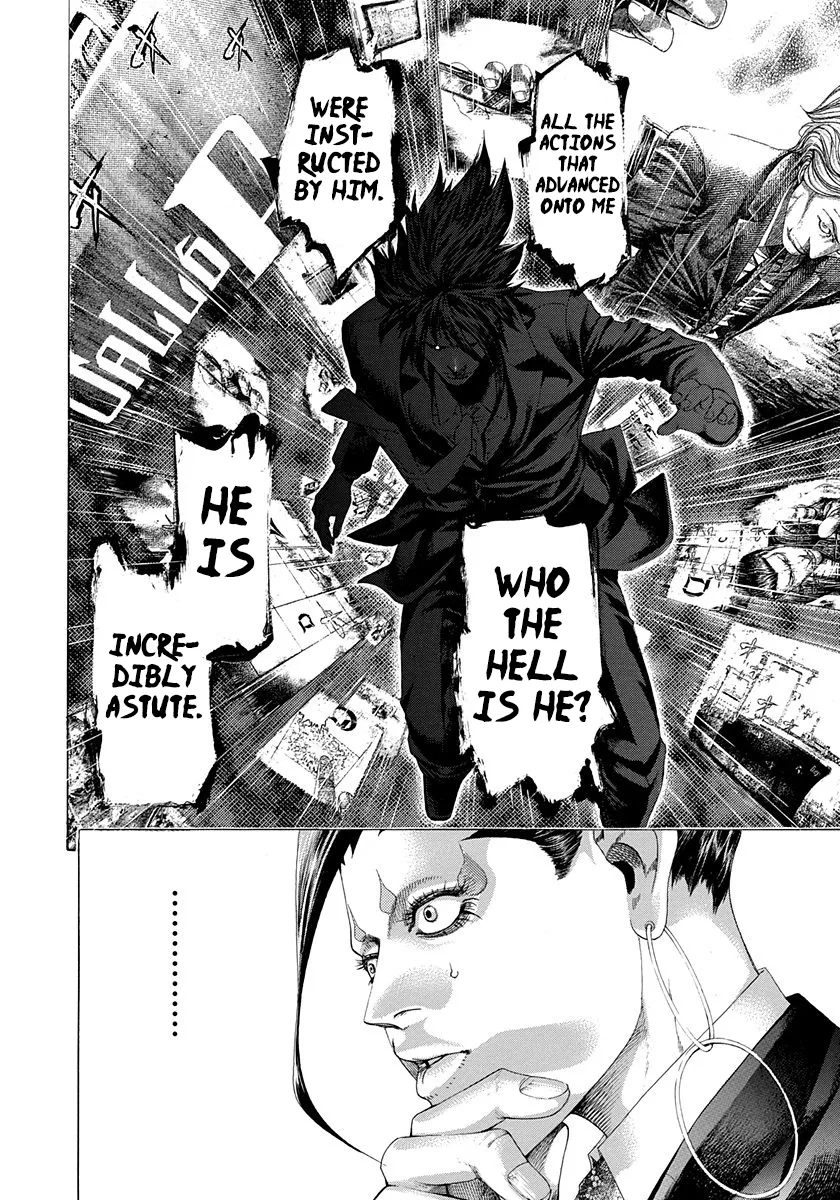 ALL THE
ACTIONS
THAT
ADVANCED
ONTO ME
WERE
INST-
RUCTED
BY HIM.
WHO
THE
HELL
IS HE?
HE
IS
INCRE-
DIBLY
ASTUTE.
..........